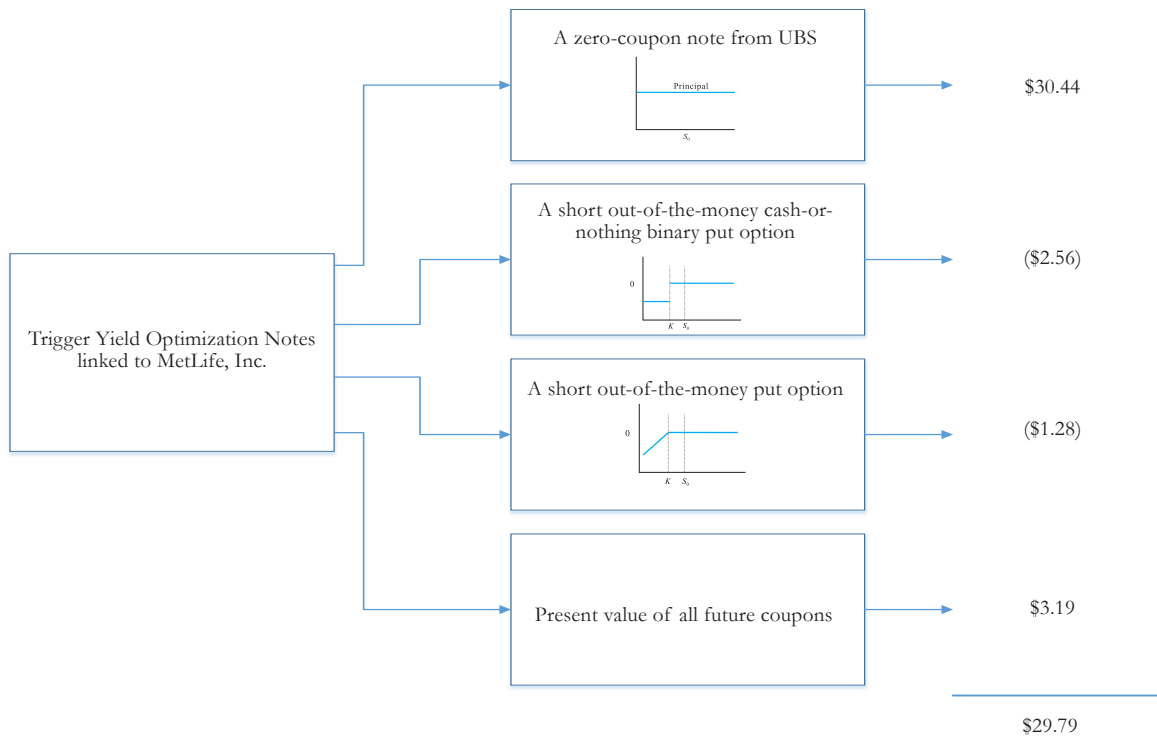 A zero-coupon note from UBS
Principal
S₀
$30.44
A short out-of-the-money cash-or-
nothing binary put option
0
K S₀
($2.56)
Trigger Yield Optimization Notes
linked to MetLife, Inc.
A short out-of-the-money put option
0
K S₀
($1.28)
Present value of all future coupons
$3.19
$29.79